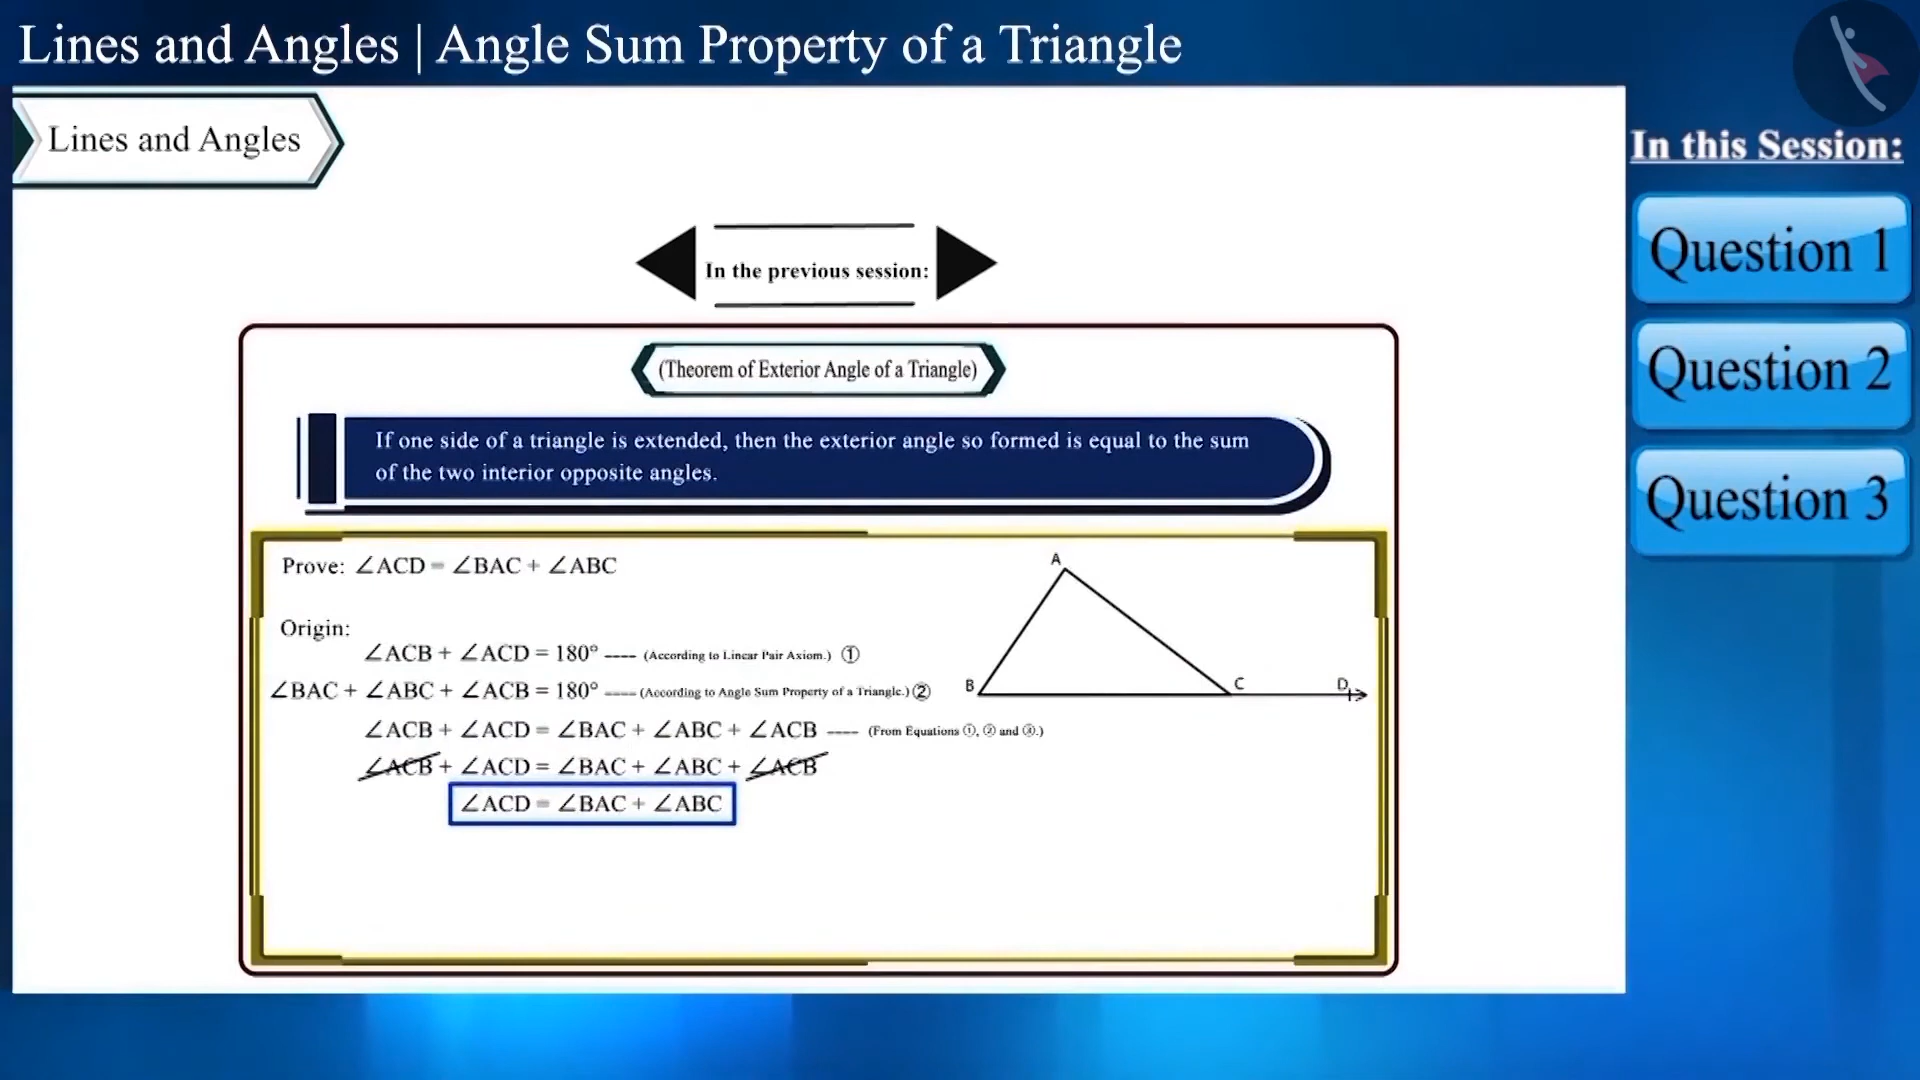 Lines and Angles | Angle Sum Property of a Triangle
Lines and Angles
In this Session:
Question 1
Question 2
Question 3
In the previous session:
(Theorem of Exterior Angle of a Triangle)
If one side of a triangle is extended, then the exterior angle so formed is equal to the sum
of the two interior opposite angles.
Prove: ∠ACD = ∠BAC + ∠ABC
Origin:
∠ACB + ∠ACD = 180° ---- (According to Linear Pair Axiom.) ①
∠BAC + ∠ABC + ∠ACB = 180° ---- (According to Angle Sum Property of a Triangle.) ②
∠ACB + ∠ACD = ∠BAC + ∠ABC + ∠ACB ---- (From Equations ①, ② and ③.)
∠ACB + ∠ACD = ∠BAC + ∠ABC + ∠ACB
∠ACD = ∠BAC + ∠ABC
A
B
C
D